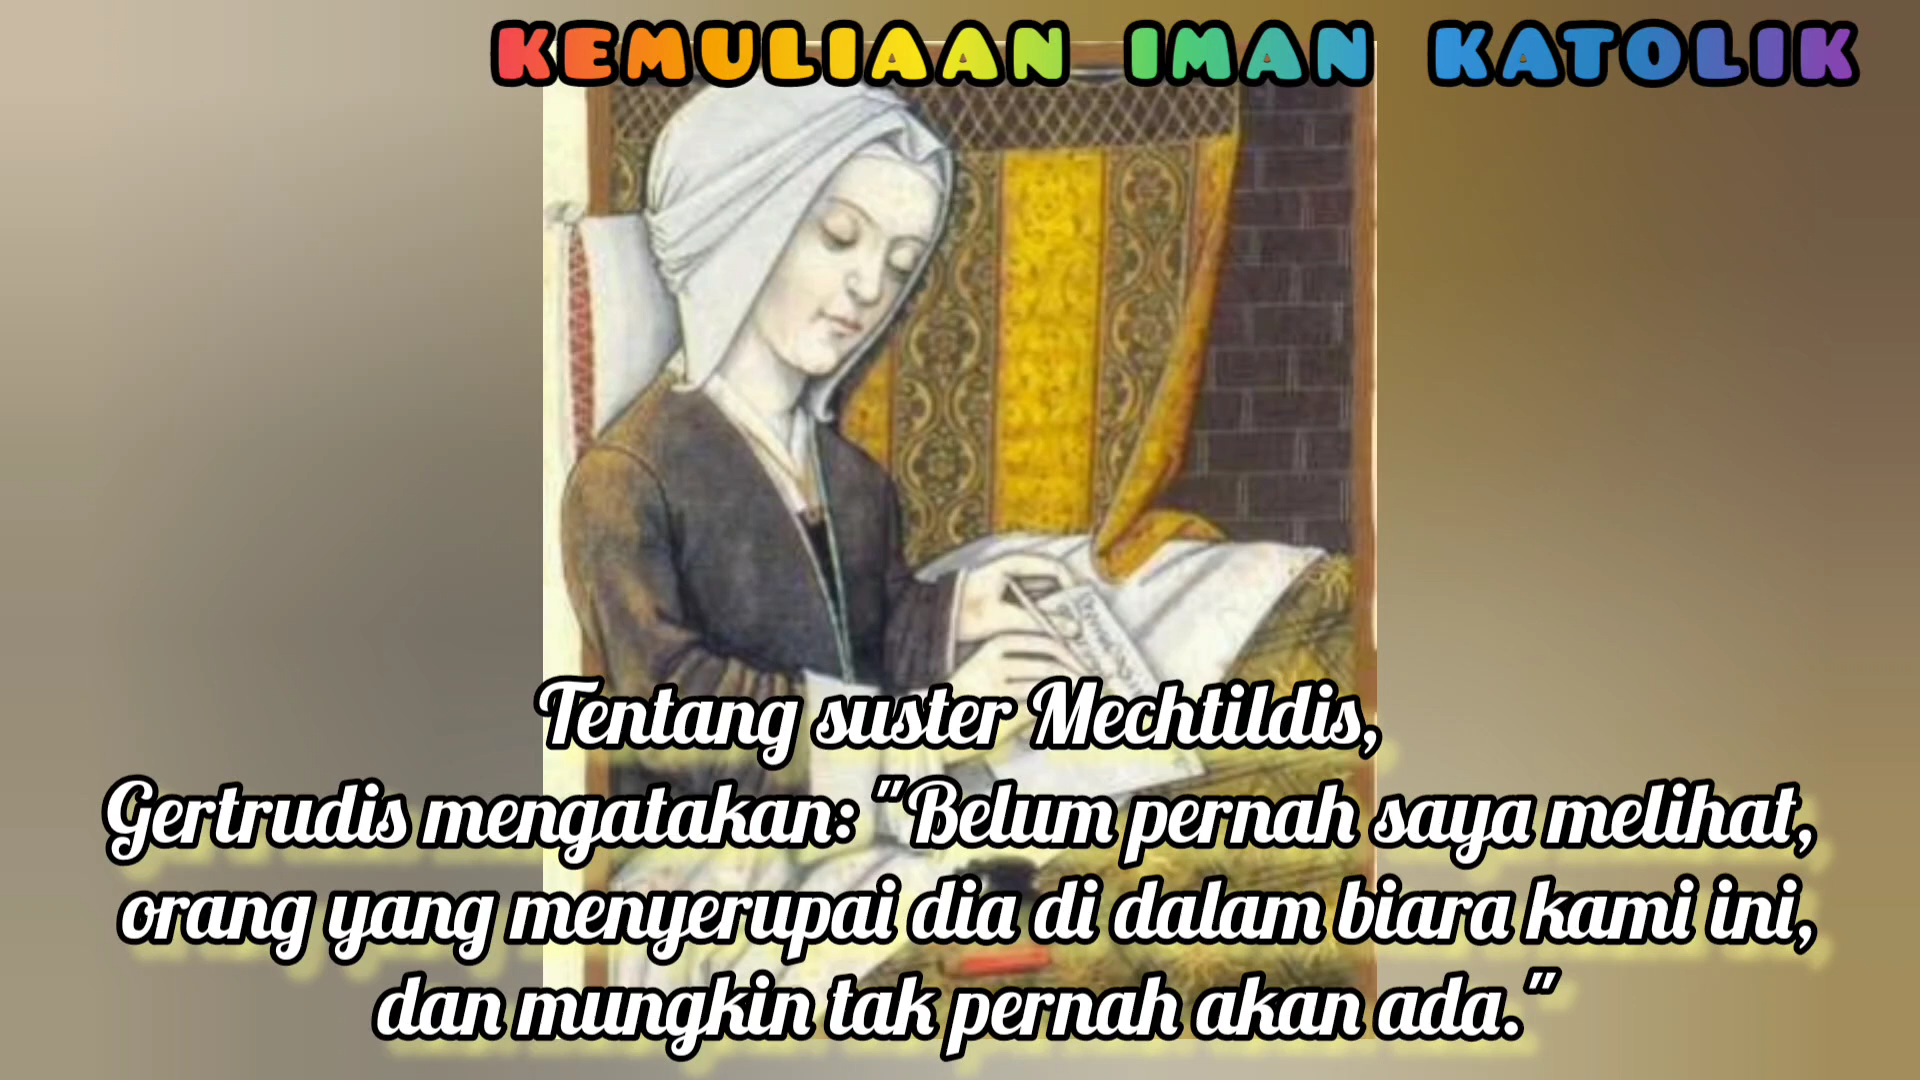 KEMULIAAN IMAN KATOLIK
Tentang suster Mechtildis,
Gertrudis mengatakan: "Belum pernah saya melihat,
orang yang menyerupai dia di dalam biara kami ini,
dan mungkin tak pernah akan ada."